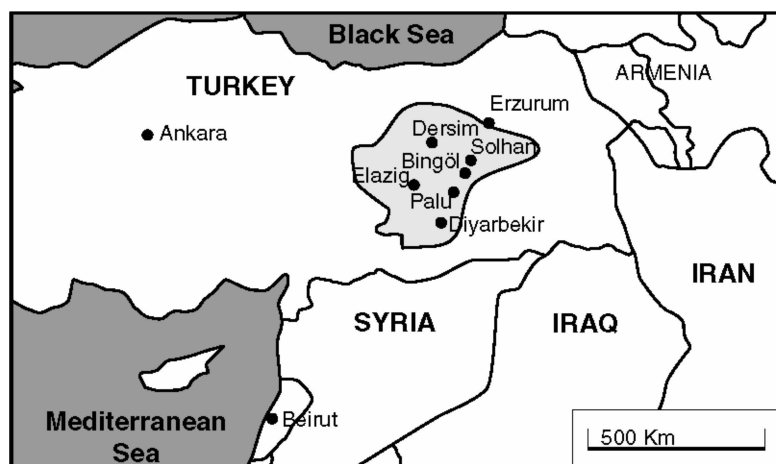 Black Sea
TURKEY
ARMENIA
Erzurum
Ankara
Dersim
Solhan
Bingöl
Elazig
Palu
Diyarbekir
IRAN
SYRIA
IRAQ
Mediterranean
Sea
Beirut
500 Km